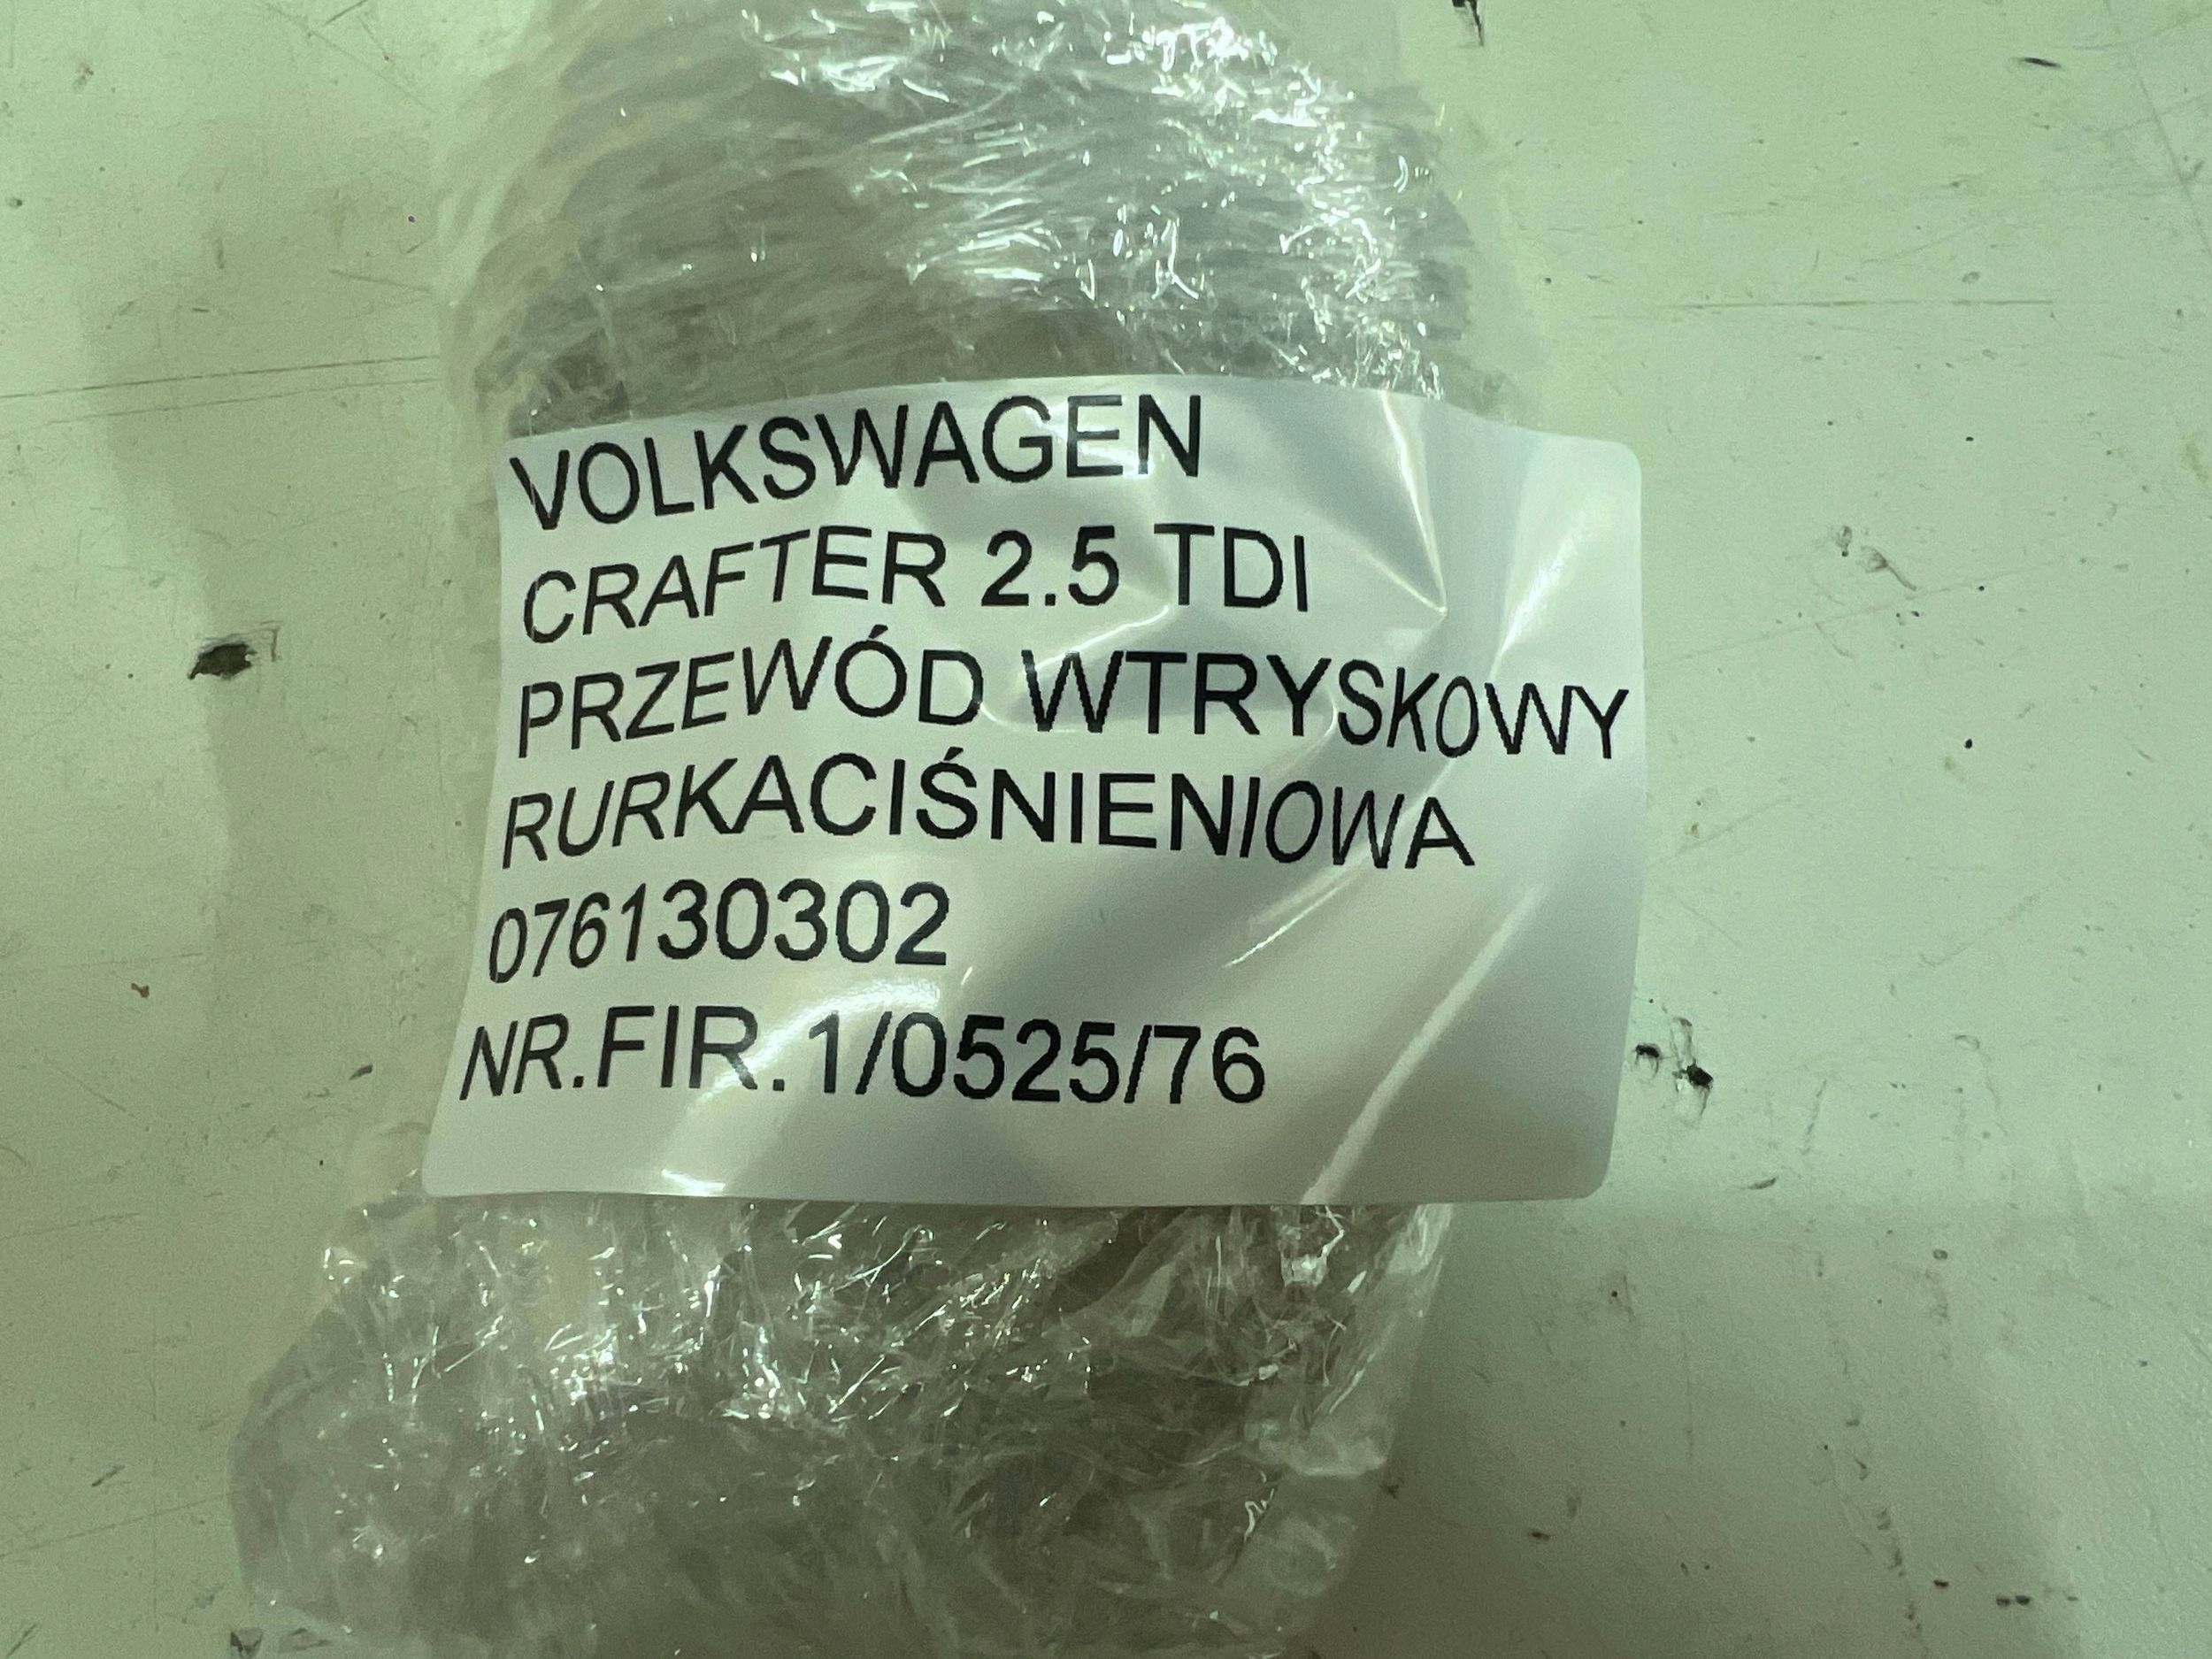 VOLKSWAGEN
CRAFTER 2.5 TDI
PRZEWÓD WTRYSKOWY
RURKACIŚNIENIOWA
076130302
NR.FIR.1/0525/76